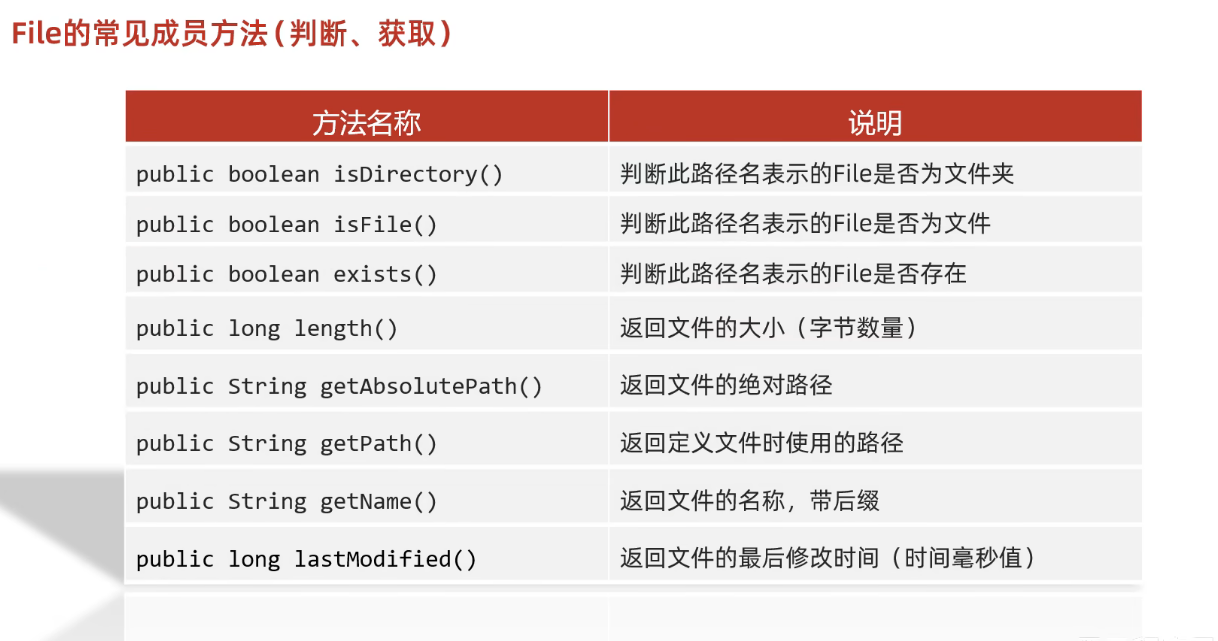 File的常见成员方法(判断、获取)
方法名称 说明
public boolean isDirectory() 判断此路径名表示的File是否为文件夹
public boolean isFile() 判断此路径名表示的File是否为文件
public boolean exists() 判断此路径名表示的File是否存在
public long length() 返回文件的大小（字节数量）
public String getAbsolutePath() 返回文件的绝对路径
public String getPath() 返回定义文件时使用的路径
public String getName() 返回文件的名称，带后缀
public long lastModified() 返回文件的最后修改时间（时间毫秒值）